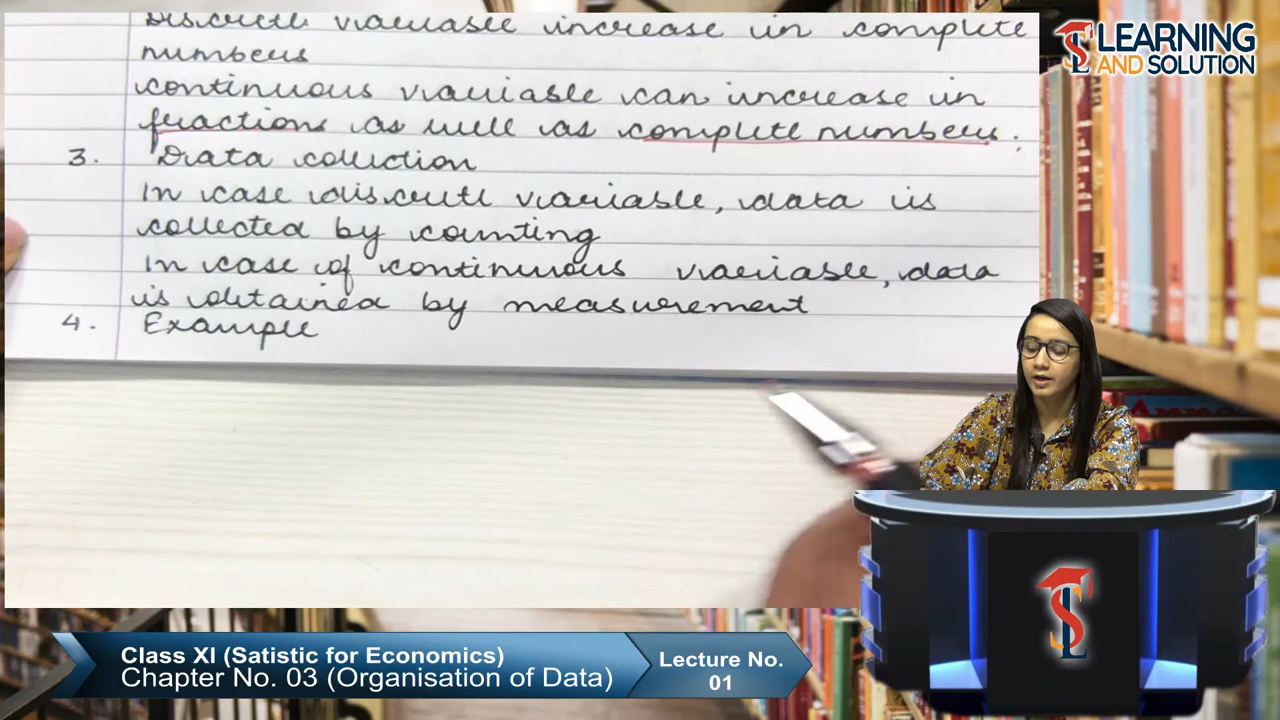 Discrete variable increase in complete
numbers
continuous variable can increase in
fractions as well as complete numbers.
3. Data collection
In case discrete variable, data is
collected by counting
In case of continuous variable, data
is obtained by measurement
4. Example
LEARNING
AND SOLUTION
Class XI (Satistic for Economics)
Chapter No. 03 (Organisation of Data)
Lecture No.
01